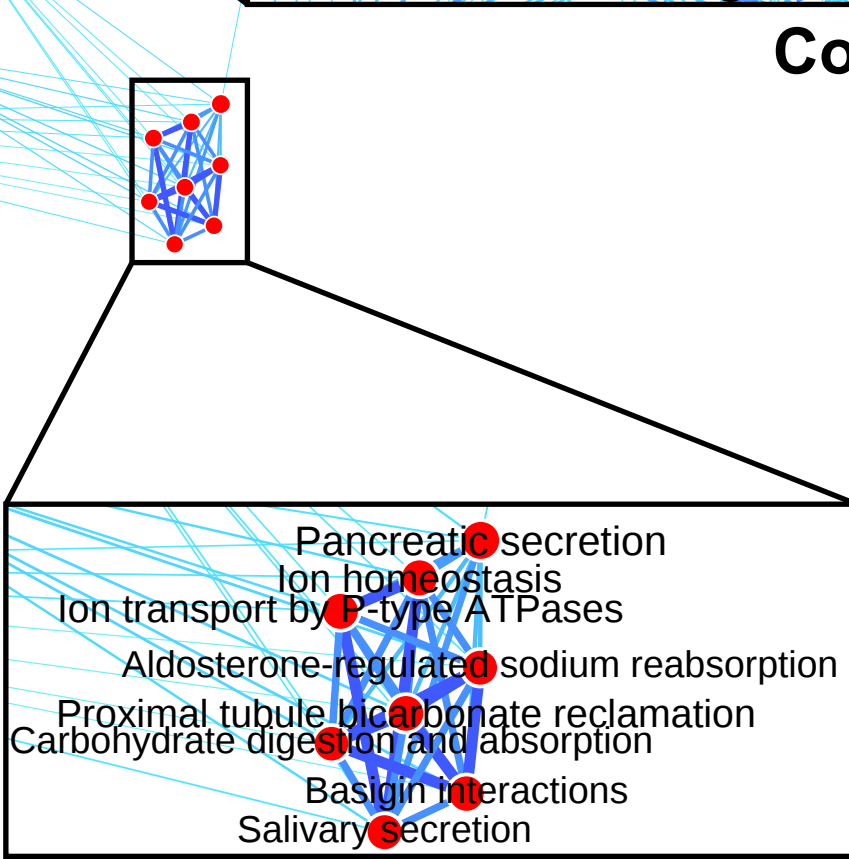 Co
Pancreatic secretion
Ion homeostasis
Ion transport by P-type ATPases
Aldosterone-regulated sodium reabsorption
Proximal tubule bicarbonate reclamation
Carbohydrate digestion and absorption
Basigin interactions
Salivary secretion